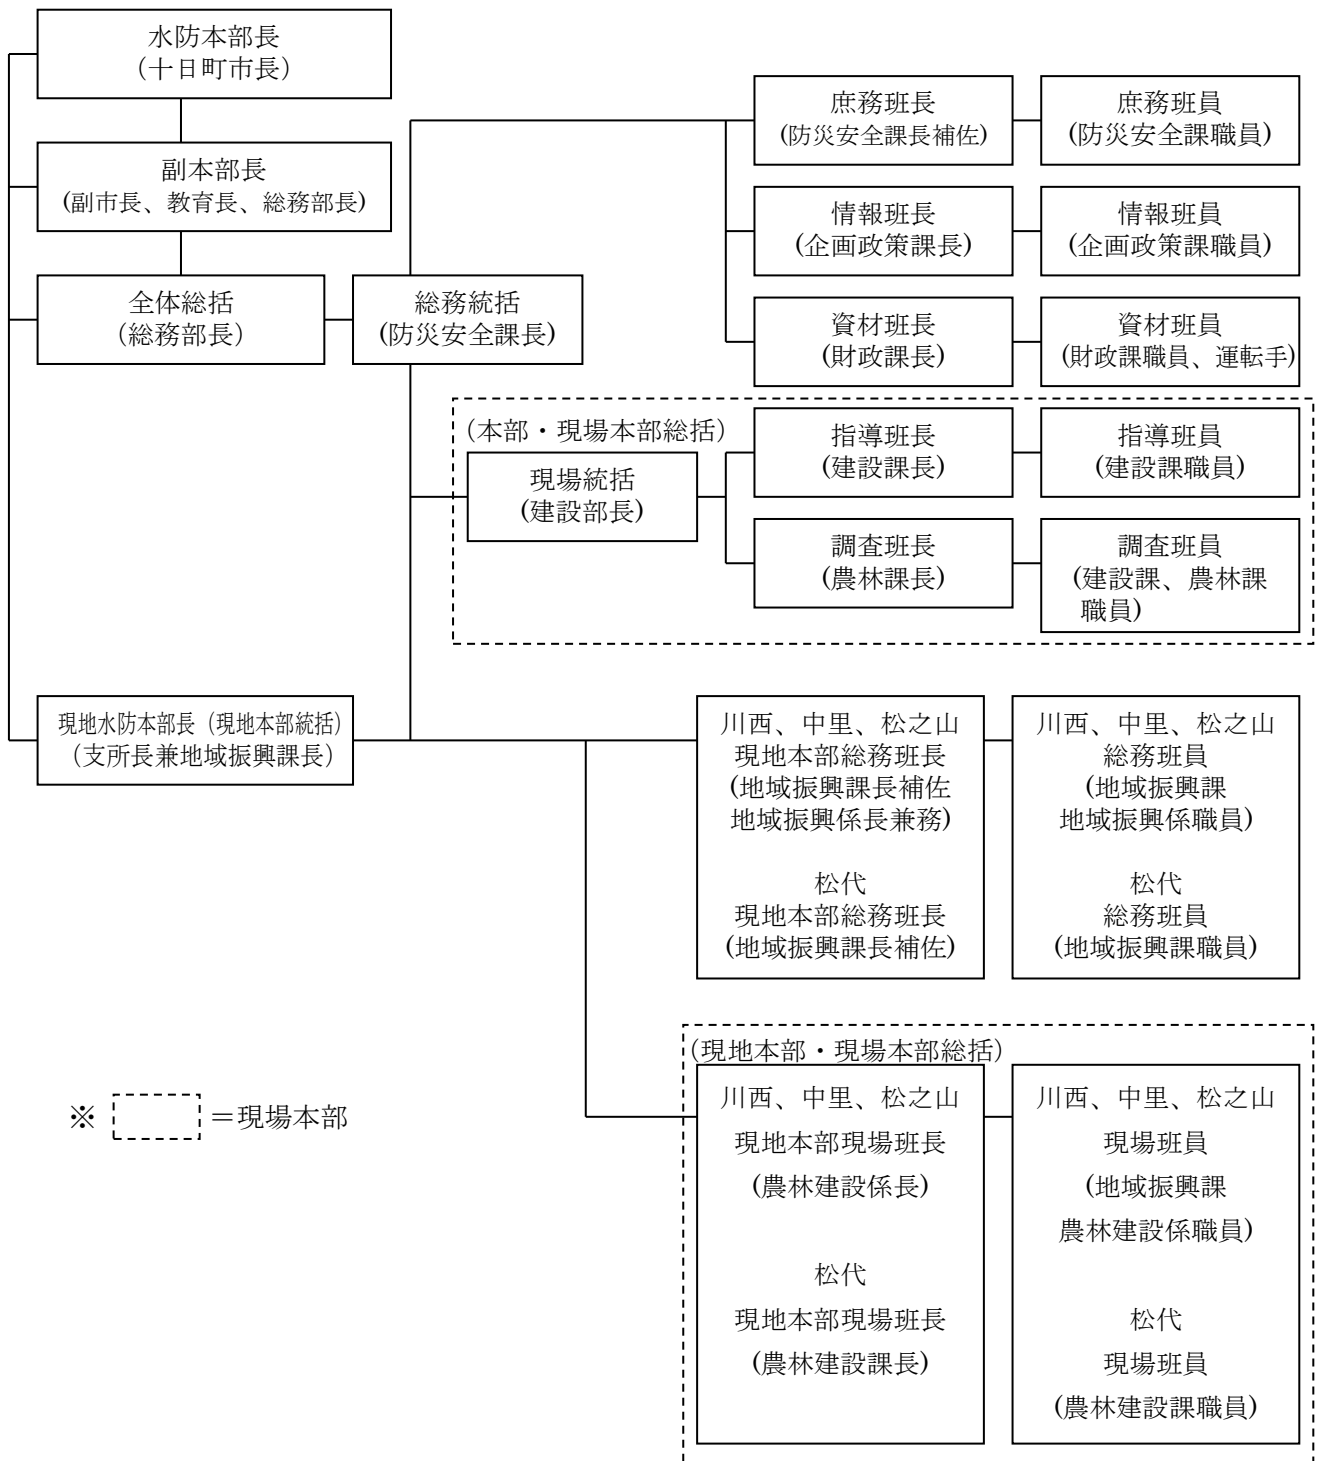 水防本部長
（十日町市長）
副本部長
(副市長、教育長、総務部長)
全体総括
（総務部長）
総務統括
(防災安全課長)
庶務班長
(防災安全課長補佐)
庶務班員
(防災安全課職員)
情報班長
(企画政策課長)
情報班員
(企画政策課職員)
資材班長
(財政課長)
資材班員
(財政課職員、運転手)
（本部・現場本部総括）
現場統括
(建設部長)
指導班長
(建設課長)
指導班員
(建設課職員)
調査班長
(農林課長)
調査班員
(建設課、農林課
職員)
現地水防本部長（現地本部統括）
（支所長兼地域振興課長）
川西、中里、松之山
現地本部総務班長
(地域振興課長補佐
地域振興係長兼務)
松代
現地本部総務班長
(地域振興課長補佐)
川西、中里、松之山
総務班員
(地域振興課
地域振興係職員)
松代
総務班員
(地域振興課職員)
（現地本部・現場本部総括）
川西、中里、松之山
現地本部現場班長
(農林建設係長)
松代
現地本部現場班長
(農林建設課長)
川西、中里、松之山
現場班員
(地域振興課
農林建設係職員)
松代
現場班員
(農林建設課職員)
※　　　＝現場本部